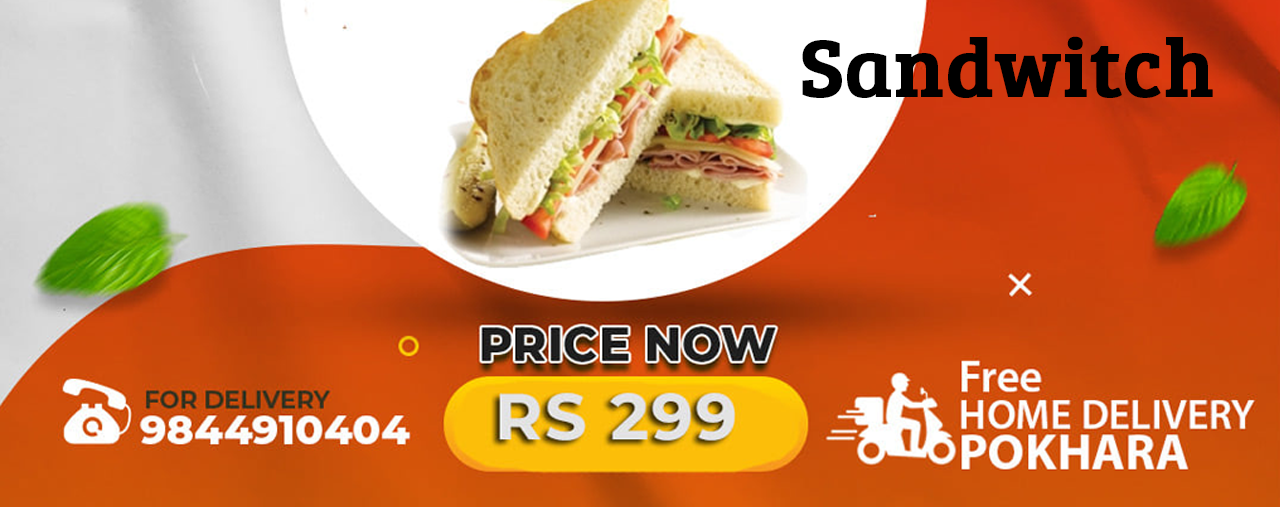 Sandwitch
PRICE NOW
RS 299
FOR DELIVERY
9844910404
Free
HOME DELIVERY
POKHARA